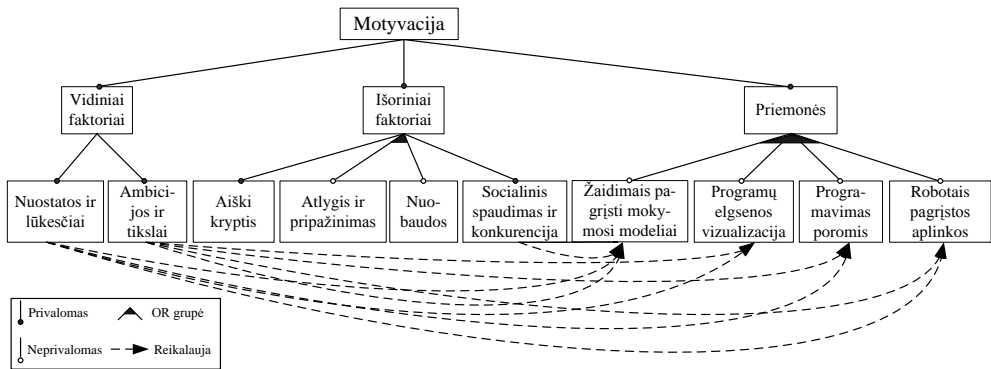 Motyvacija
Vidiniai
faktoriai
Išoriniai
faktoriai
Priemonės
Nuostatos ir
lūkesčiai
Ambici-
jos ir
tikslai
Aiški
kryptis
Atlygis ir
pripažinimas
Nuo-
baudos
Socialinis
spaudimas ir
konkurencija
Žaidimais pa-
grįsti moky-
mosi modeliai
Programų
elgsenos
vizualizacija
Progra-
mavimas
poromis
Robotais
pagrįstos
aplinkos
Privalomas
OR grupė
Neprivalomas
Reikalauja